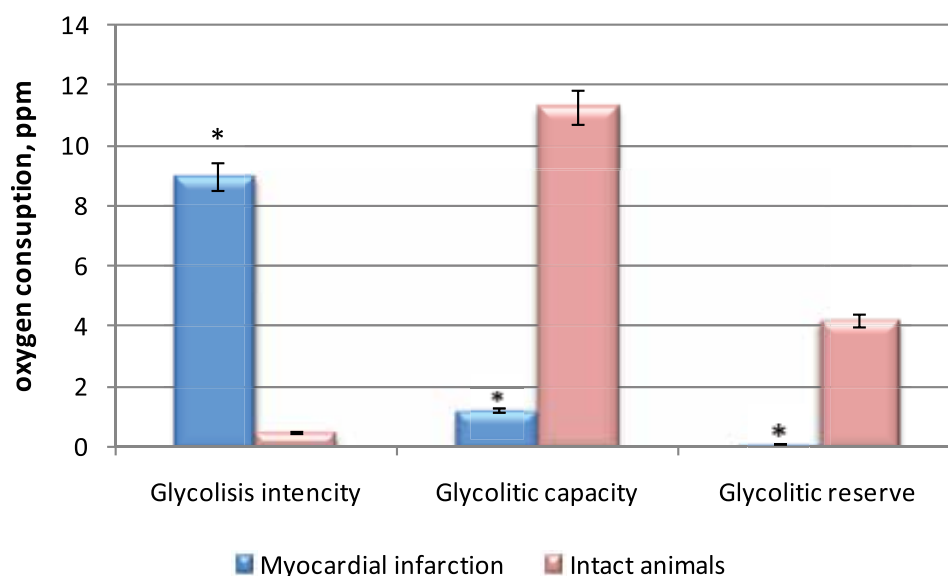 14
12
10
8
6
4
2
0
oxygen consuption, ppm
*
*
*
Glycolisis intencity
Glycolitic capacity
Glycolitic reserve
Myocardial infarction
Intact animals